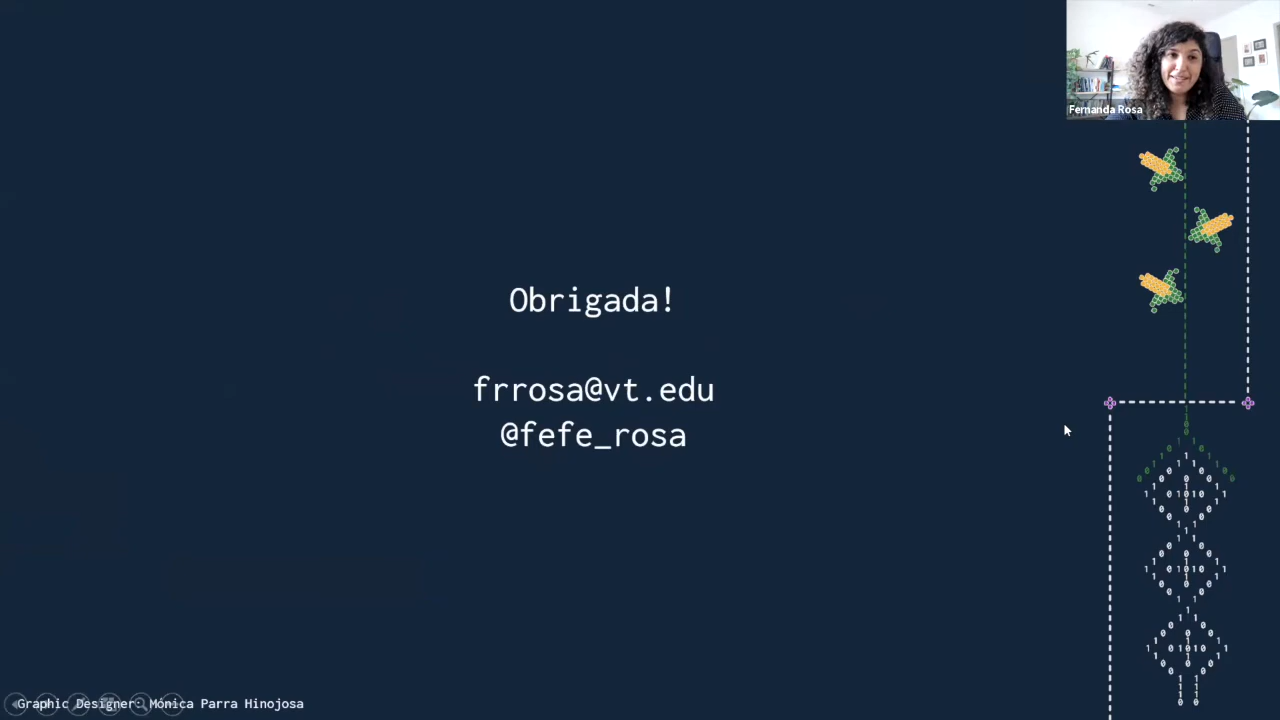 Fernanda Rosa
Obrigada!
frrosa@vt.edu
@fefe_rosa
Graphic Designer: Mónica Parra Hinojosa